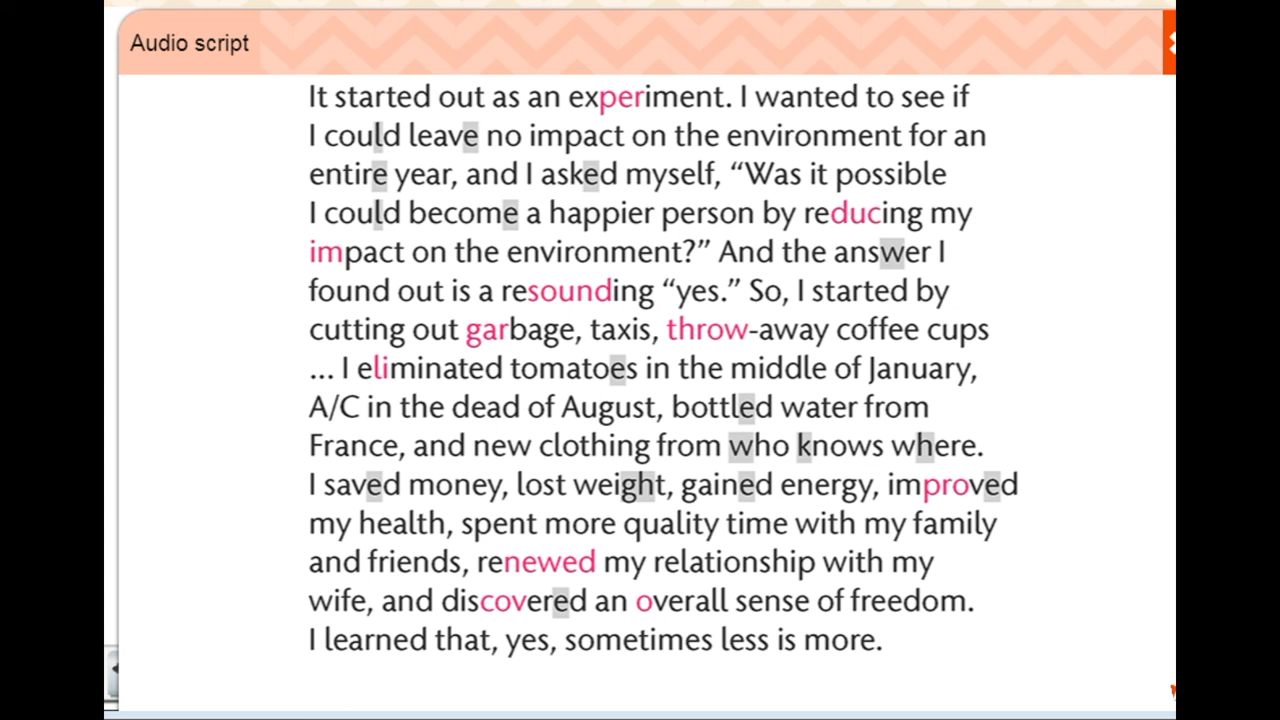 Audio script
It started out as an experiment. I wanted to see if
I could leave no impact on the environment for an
entire year, and I asked myself, “Was it possible
I could become a happier person by reducing my
impact on the environment?” And the answer I
found out is a resounding “yes.” So, I started by
cutting out garbage, taxis, throw-away coffee cups
... I eliminated tomatoes in the middle of January,
A/C in the dead of August, bottled water from
France, and new clothing from who knows where.
I saved money, lost weight, gained energy, improved
my health, spent more quality time with my family
and friends, renewed my relationship with my
wife, and discovered an overall sense of freedom.
I learned that, yes, sometimes less is more.